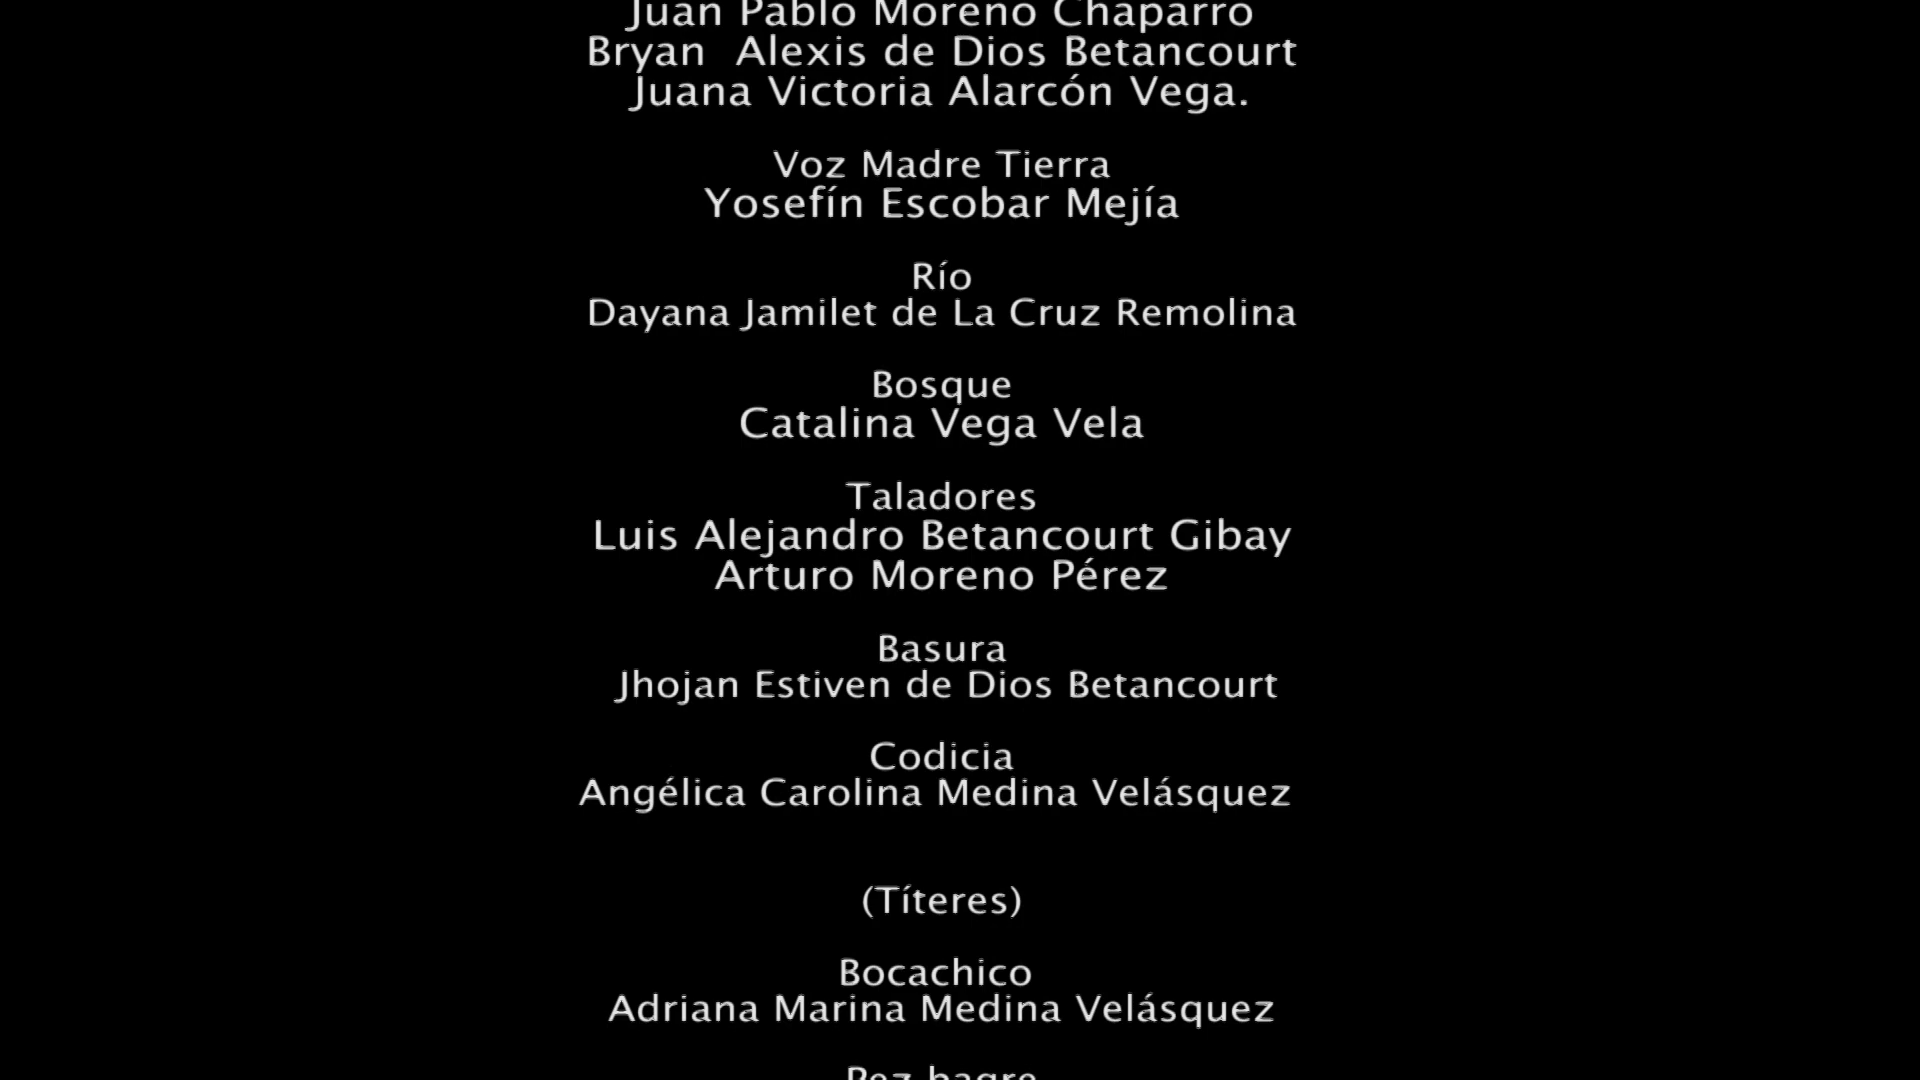 Juan Pablo Moreno Chaparro
Bryan  Alexis de Dios Betancourt
Juana Victoria Alarcón Vega.
Voz Madre Tierra
Yosefín Escobar Mejía
Río
Dayana Jamilet de La Cruz Remolina
Bosque
Catalina Vega Vela
Taladores
Luis Alejandro Betancourt Gibay
Arturo Moreno Pérez
Basura
Jhojan Estiven de Dios Betancourt
Codicia
Angélica Carolina Medina Velásquez
(Títeres)
Bocachico
Adriana Marina Medina Velásquez
Pez bagre